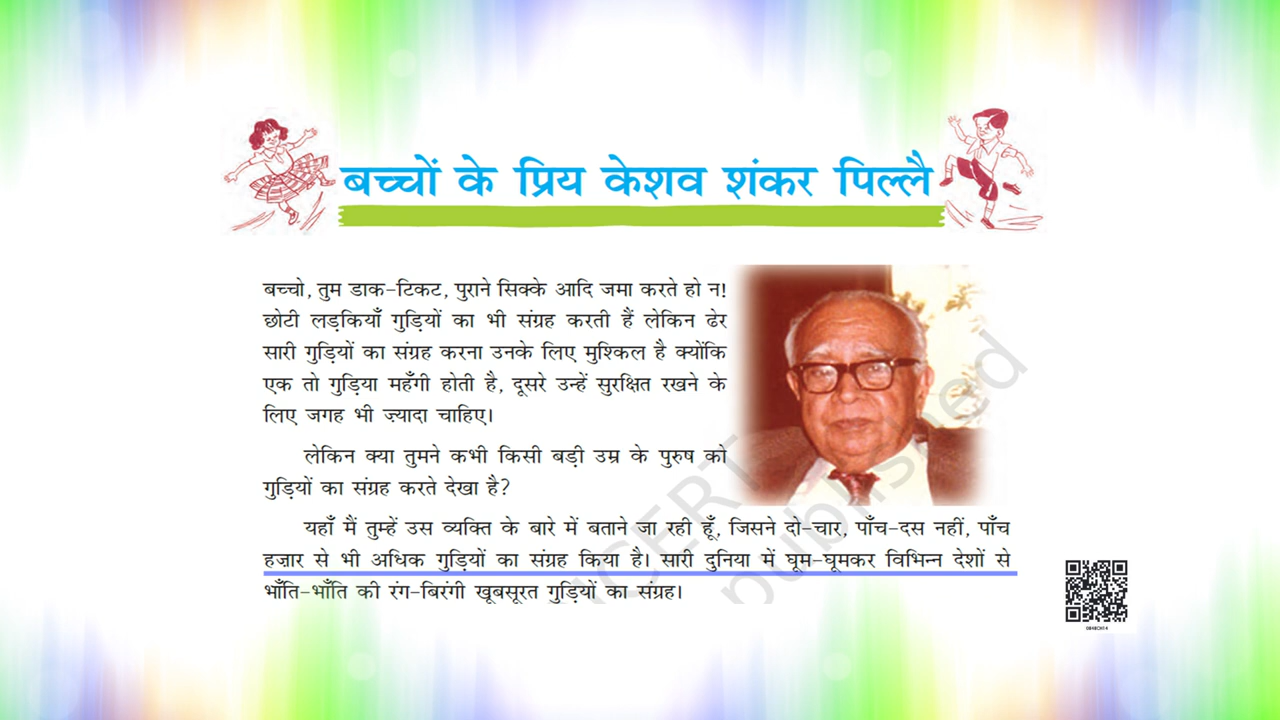 बच्चों के प्रिय केशव शंकर पिल्लै
बच्चो, तुम डाक-टिकट, पुराने सिक्के आदि जमा करते हो न!
छोटी लड़कियाँ गुड़ियों का भी संग्रह करती हैं लेकिन ढेर
सारी गुड़ियों का संग्रह करना उनके लिए मुश्किल है क्योंकि
एक तो गुड़िया महँगी होती है, दूसरे उन्हें सुरक्षित रखने के
लिए जगह भी ज़्यादा चाहिए।
लेकिन क्या तुमने कभी किसी बड़ी उम्र के पुरुष को
गुड़ियों का संग्रह करते देखा है?
यहाँ मैं तुम्हें उस व्यक्ति के बारे में बताने जा रही हूँ, जिसने दो-चार, पाँच-दस नहीं, पाँच
हज़ार से भी अधिक गुड़ियों का संग्रह किया है। सारी दुनिया में घूम-घूमकर विभिन्न देशों से
भाँति-भाँति की रंग-बिरंगी खूबसूरत गुड़ियों का संग्रह।
NCERT
published